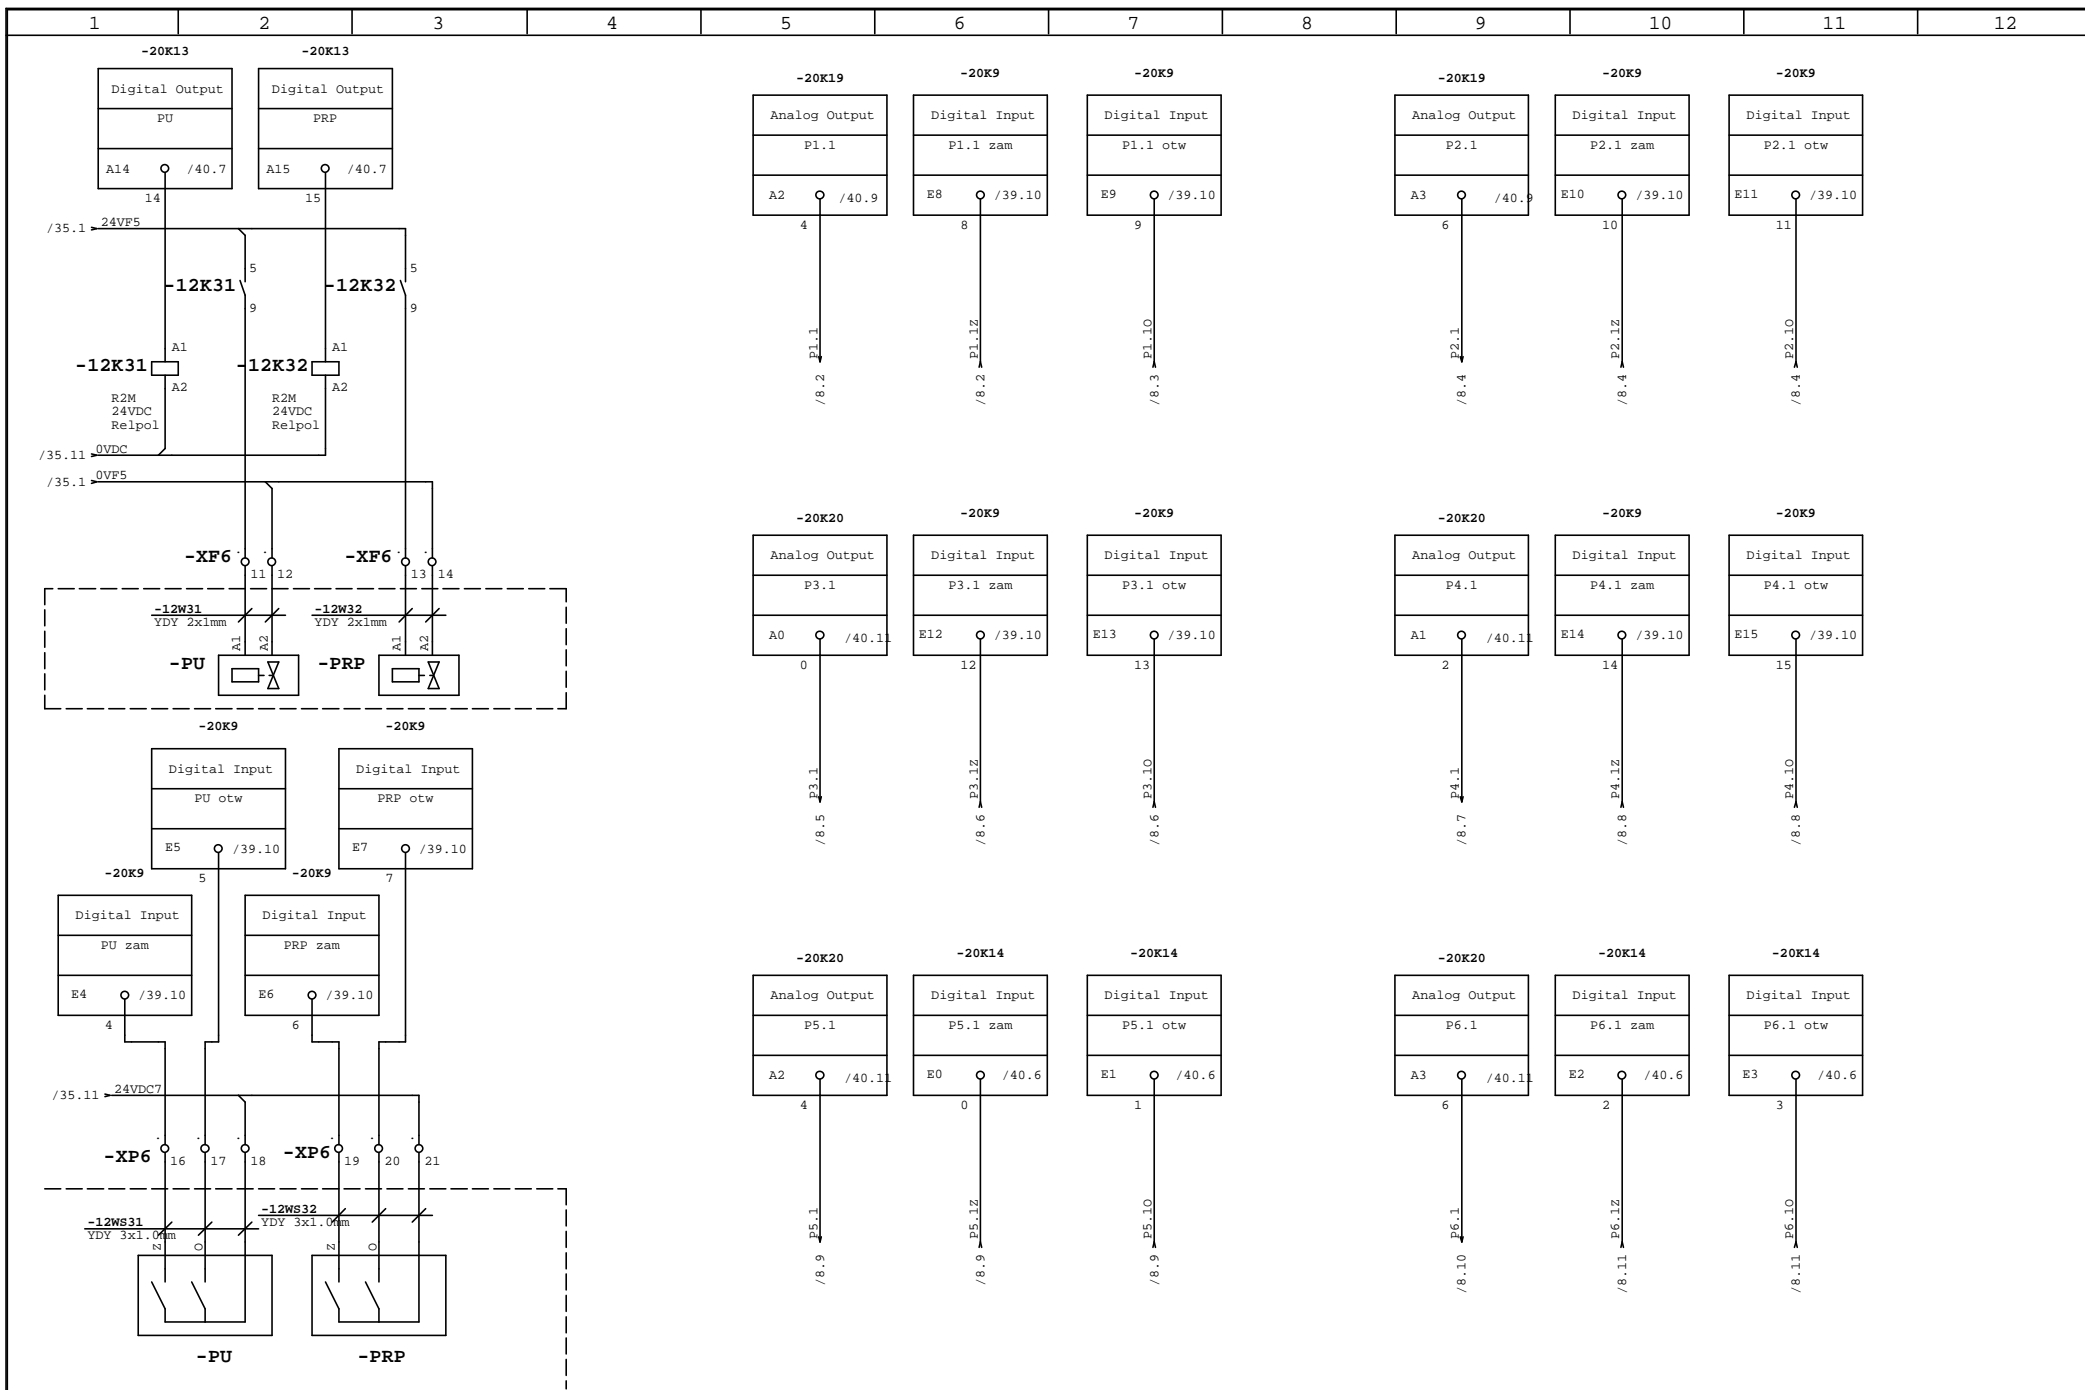 1 2 3 4 5 6 7 8 9 10 11 12
-20K13 -20K13
Digital Output Digital Output
PU PRP
A14 /40.7 A15 /40.7
14 15
/35.1 24VF5
5 5
-12K31 -12K32
9 9
A1 A1
-12K31 -12K32
A2 A2
R2M R2M
24VDC 24VDC
Relpol Relpol
/35.11 0VDC
/35.1 0VF5
-XF6 -XF6
11 12 13 14
-12W31 -12W32
YDY 2x1mm YDY 2x1mm
A1 A2 A1 A2
-PU -PRP
-20K9 -20K9
Digital Input Digital Input
PU otw PRP otw
E5 /39.10 E7 /39.10
5 7
-20K9 -20K9
Digital Input Digital Input
PU zam PRP zam
E4 /39.10 E6 /39.10
4 6
/35.11 24VDC7
-XP6 -XP6
16 17 18 19 20 21
-12WS31 -12WS32
YDY 3x1.0mm YDY 3x1.0mm
Z O Z O
-PU -PRP
-20K19 -20K9 -20K9 -20K19 -20K9 -20K9
Analog Output Digital Input Digital Input Analog Output Digital Input Digital Input
P1.1 P1.1 zam P1.1 otw P2.1 P2.1 zam P2.1 otw
A2 /40.9 E8 /39.10 E9 /39.10 A3 /40.9 E10 /39.10 E11 /39.10
4 8 9 6 10 11
P1.1 P1.1Z P1.1O P2.1 P2.1Z P2.1O
/8.2 /8.2 /8.3 /8.4 /8.4 /8.4
-20K20 -20K9 -20K9 -20K20 -20K9 -20K9
Analog Output Digital Input Digital Input Analog Output Digital Input Digital Input
P3.1 P3.1 zam P3.1 otw P4.1 P4.1 zam P4.1 otw
A0 /40.11 E12 /39.10 E13 /39.10 A1 /40.11 E14 /39.10 E15 /39.10
0 12 13 2 14 15
P3.1 P3.1Z P3.1O P4.1 P4.1Z P4.1O
/8.5 /8.6 /8.6 /8.7 /8.8 /8.8
-20K20 -20K14 -20K14 -20K20 -20K14 -20K14
Analog Output Digital Input Digital Input Analog Output Digital Input Digital Input
P5.1 P5.1 zam P5.1 otw P6.1 P6.1 zam P6.1 otw
A2 /40.11 E0 /40.6 E1 /40.6 A3 /40.11 E2 /40.6 E3 /40.6
4 0 1 6 2 3
P5.1 P5.1Z P5.1O P6.1 P6.1Z P6.1O
/8.9 /8.9 /8.9 /8.10 /8.11 /8.11